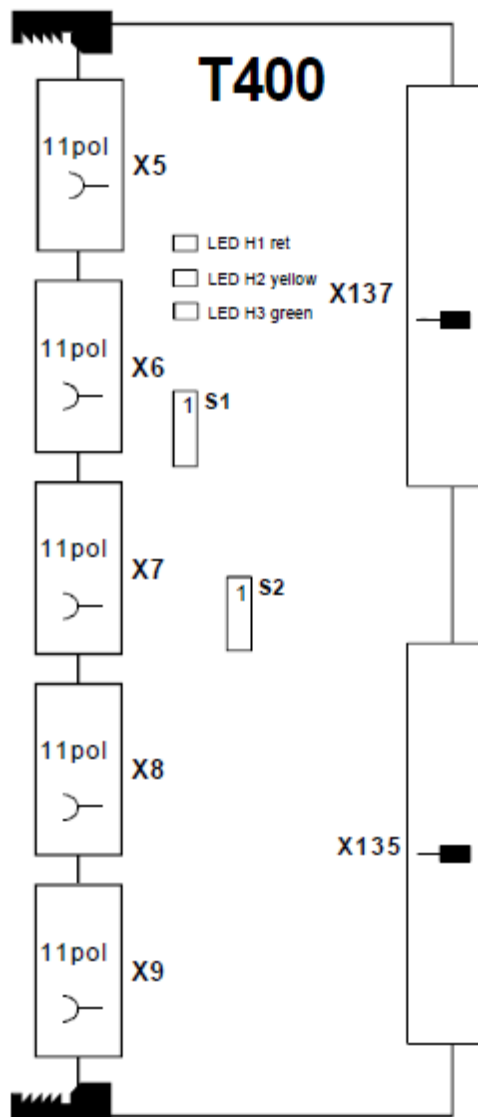 T400
11pol
X5
LED H1 ret
LED H2 yellow
LED H3 green
X137
11pol
X6
1 S1
11pol
X7
1 S2
11pol
X8
X135
11pol
X9